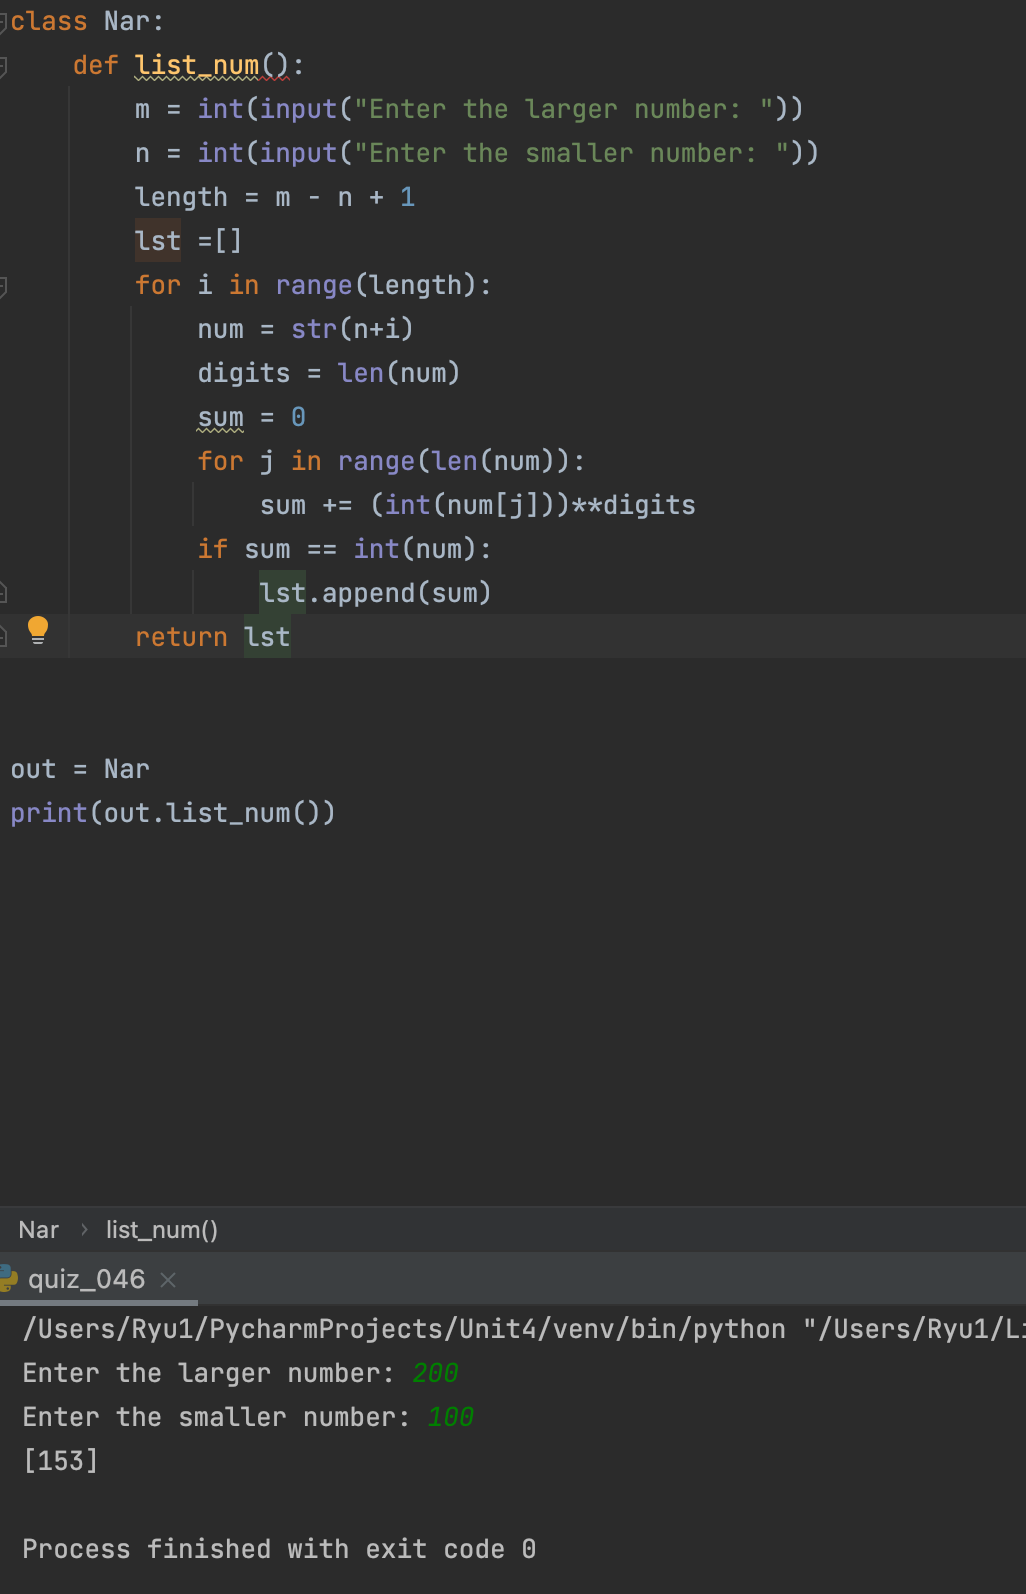 class Nar:
    def list_num():
        m = int(input("Enter the larger number: "))
        n = int(input("Enter the smaller number: "))
        length = m - n + 1
        lst =[]
        for i in range(length):
            num = str(n+i)
            digits = len(num)
            sum = 0
            for j in range(len(num)):
                sum += (int(num[j]))**digits
            if sum == int(num):
                lst.append(sum)
        return lst
out = Nar
print(out.list_num())
Nar › list_num()
quiz_046 ×
/Users/Ryu1/PycharmProjects/Unit4/venv/bin/python "/Users/Ryu1/Li
Enter the larger number: 200
Enter the smaller number: 100
[153]
Process finished with exit code 0